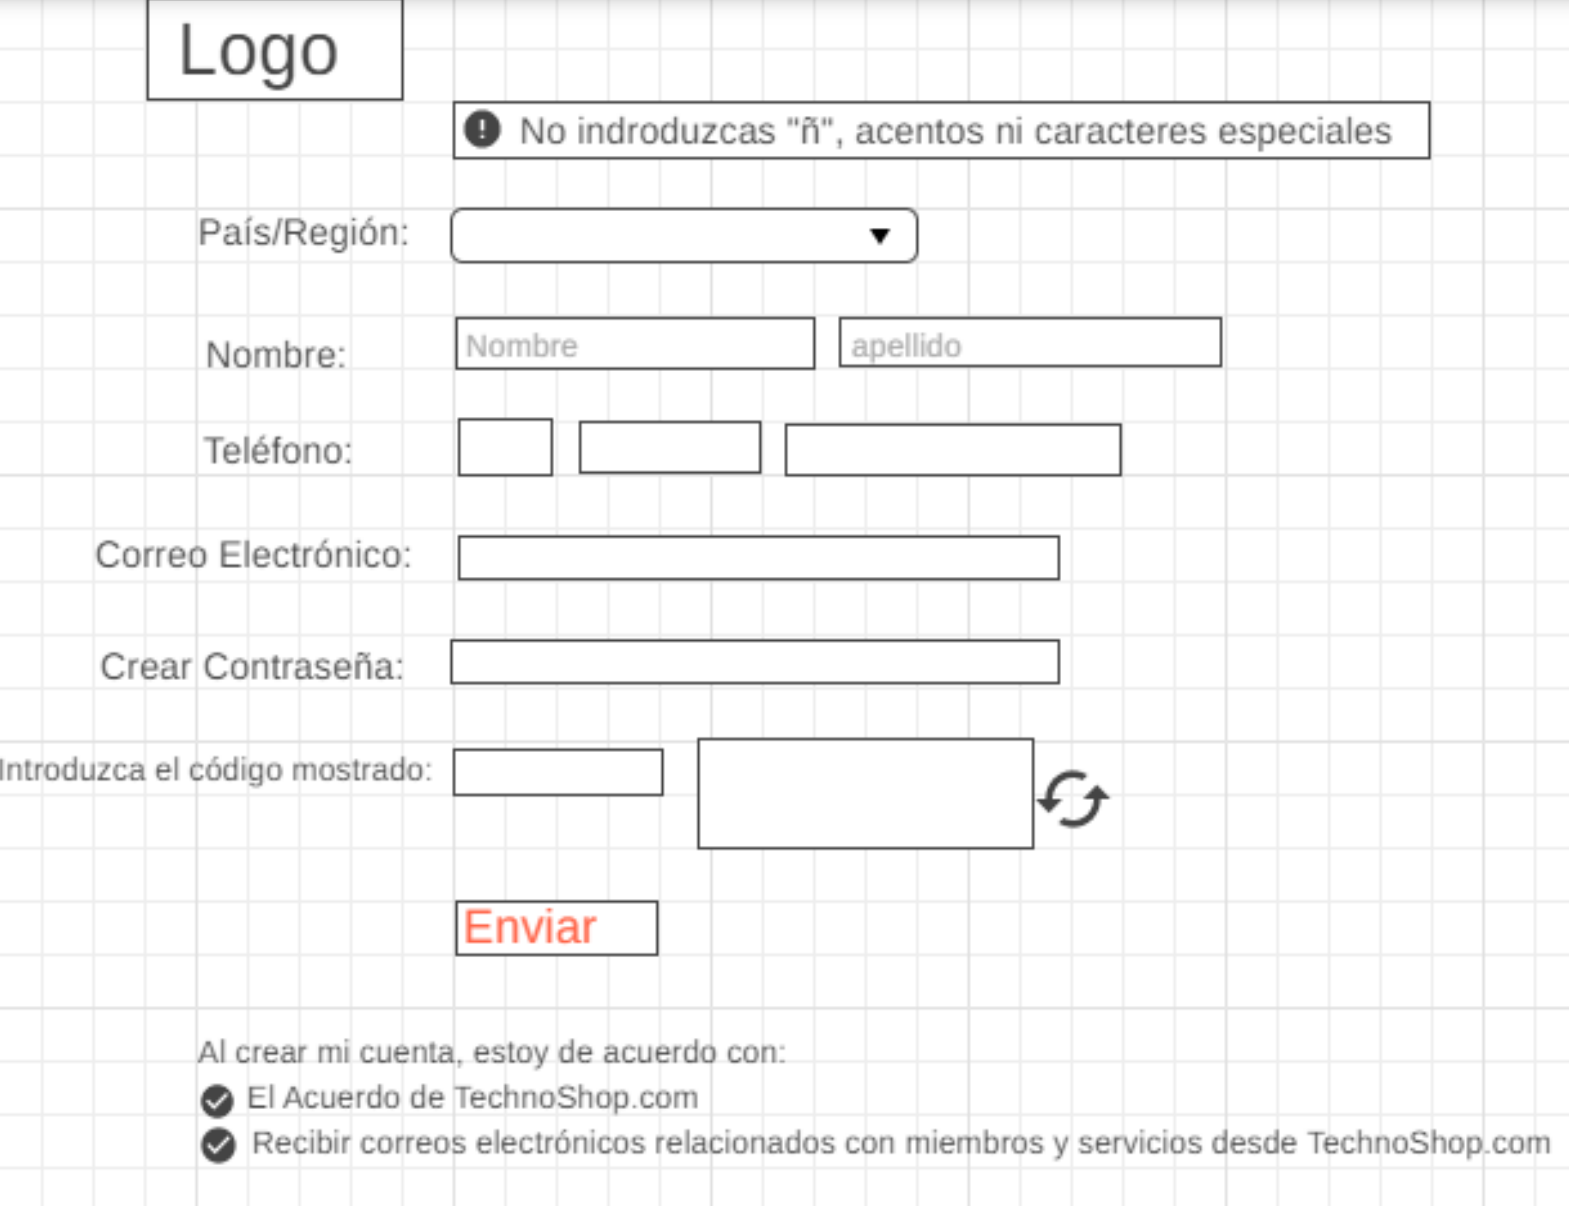 Logo
No indroduzcas "ñ", acentos ni caracteres especiales
País/Región:
Nombre: Nombre apellido
Teléfono:
Correo Electrónico:
Crear Contraseña:
Introduzca el código mostrado:
Enviar
Al crear mi cuenta, estoy de acuerdo con:
El Acuerdo de TechnoShop.com
Recibir correos electrónicos relacionados con miembros y servicios desde TechnoShop.com